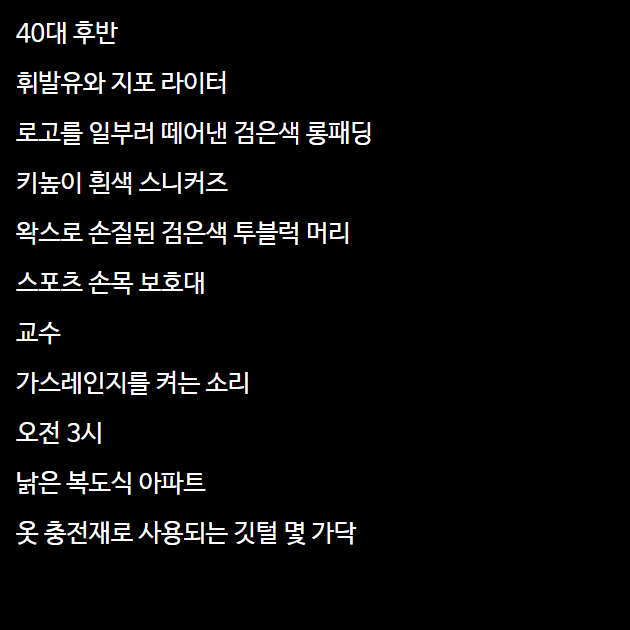 40대 후반
휘발유와 지포 라이터
로고를 일부러 떼어낸 검은색 롱패딩
키높이 흰색 스니커즈
왁스로 손질된 검은색 투블럭 머리
스포츠 손목 보호대
교수
가스레인지를 켜는 소리
오전 3시
낡은 복도식 아파트
옷 충전재로 사용되는 깃털 몇 가닥